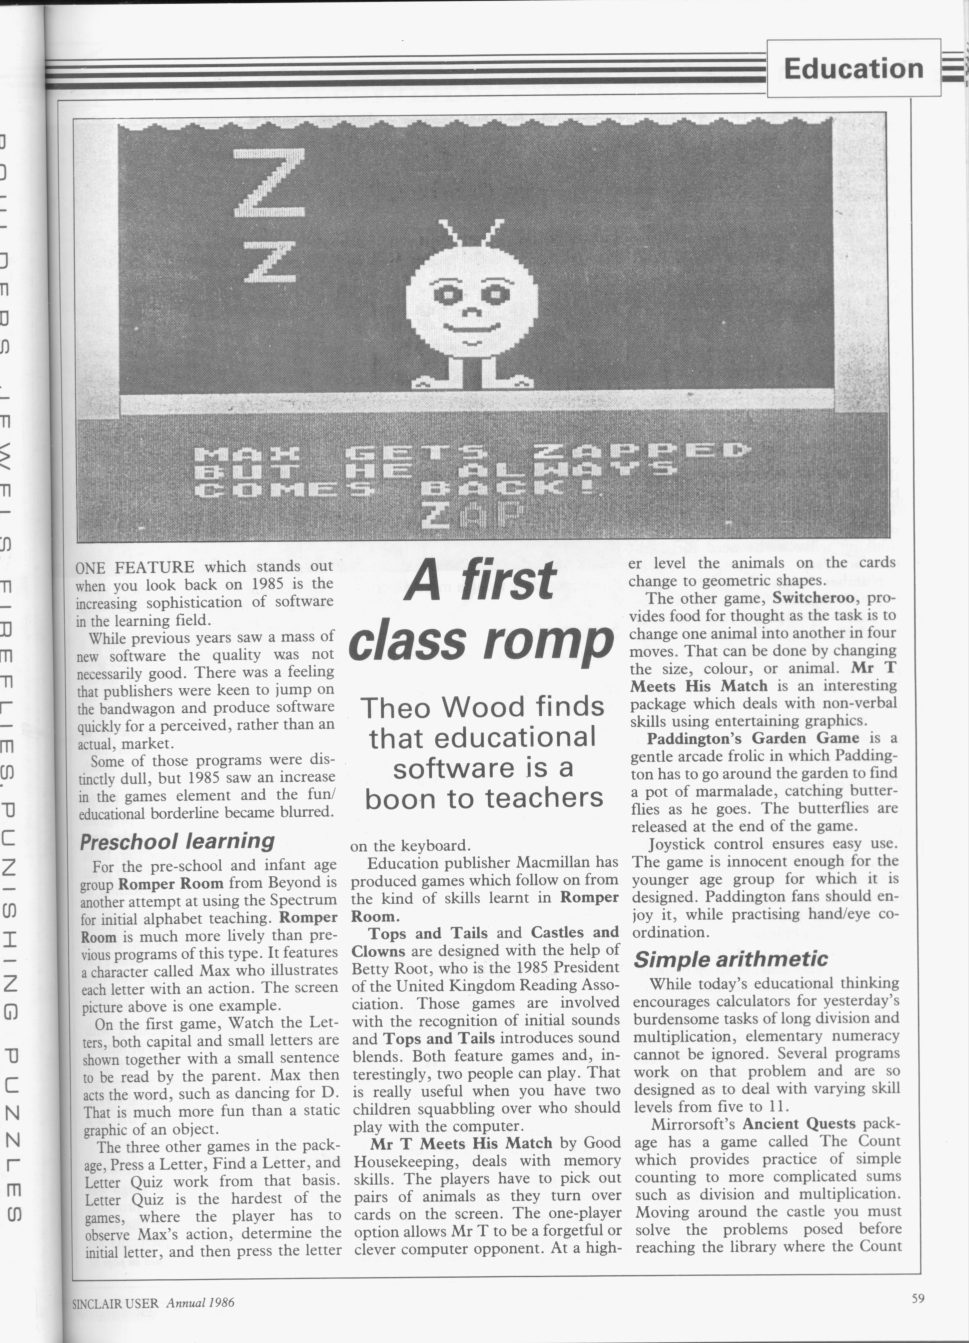 Education
Z
Z
MAX GETS ZAPPED
BUT HE ALWAYS
COMES BACK!
ZAP
ONE FEATURE which stands out
when you look back on 1985 is the
increasing sophistication of software
in the learning field.
While previous years saw a mass of
new software the quality was not
necessarily good. There was a feeling
that publishers were keen to jump on
the bandwagon and produce software
quickly for a perceived, rather than an
actual, market.
Some of those programs were dis-
tinctly dull, but 1985 saw an increase
in the games element and the fun/
educational borderline became blurred.
Preschool learning
For the pre-school and infant age
group Romper Room from Beyond is
another attempt at using the Spectrum
for initial alphabet teaching. Romper
Room is much more lively than pre-
vious programs of this type. It features
a character called Max who illustrates
each letter with an action. The screen
picture above is one example.
On the first game, Watch the Let-
ters, both capital and small letters are
shown together with a small sentence
to be read by the parent. Max then
acts the word, such as dancing for D.
That is much more fun than a static
graphic of an object.
The three other games in the pack-
age, Press a Letter, Find a Letter, and
Letter Quiz work from that basis.
Letter Quiz is the hardest of the
games, where the player has to
observe Max's action, determine the
initial letter, and then press the letter
A first
class romp
Theo Wood finds
that educational
software is a
boon to teachers
on the keyboard.
Education publisher Macmillan has
produced games which follow on from
the kind of skills learnt in Romper
Room.
Tops and Tails and Castles and
Clowns are designed with the help of
Betty Root, who is the 1985 President
of the United Kingdom Reading Asso-
ciation. Those games are involved
with the recognition of initial sounds
and Tops and Tails introduces sound
blends. Both feature games and, in-
terestingly, two people can play. That
is really useful when you have two
children squabbling over who should
play with the computer.
Mr T Meets His Match by Good
Housekeeping, deals with memory
skills. The players have to pick out
pairs of animals as they turn over
cards on the screen. The one-player
option allows Mr T to be a forgetful or
clever computer opponent. At a high-
er level the animals on the cards
change to geometric shapes.
The other game, Switcheroo, pro-
vides food for thought as the task is to
change one animal into another in four
moves. That can be done by changing
the size, colour, or animal. Mr T
Meets His Match is an interesting
package which deals with non-verbal
skills using entertaining graphics.
Paddington's Garden Game is a
gentle arcade frolic in which Padding-
ton has to go around the garden to find
a pot of marmalade, catching butter-
flies as he goes. The butterflies are
released at the end of the game.
Joystick control ensures easy use.
The game is innocent enough for the
younger age group for which it is
designed. Paddington fans should en-
joy it, while practising hand/eye co-
ordination.
Simple arithmetic
While today's educational thinking
encourages calculators for yesterday's
burdensome tasks of long division and
multiplication, elementary numeracy
cannot be ignored. Several programs
work on that problem and are so
designed as to deal with varying skill
levels from five to 11.
Mirrorsoft's Ancient Quests pack-
age has a game called The Count
which provides practice of simple
counting to more complicated sums
such as division and multiplication.
Moving around the castle you must
solve the problems posed before
reaching the library where the Count
SINCLAIR USER Annual 1986
59
BOULDERS, JEWELS, FIREFLIES, PUNISHING PUZZLES